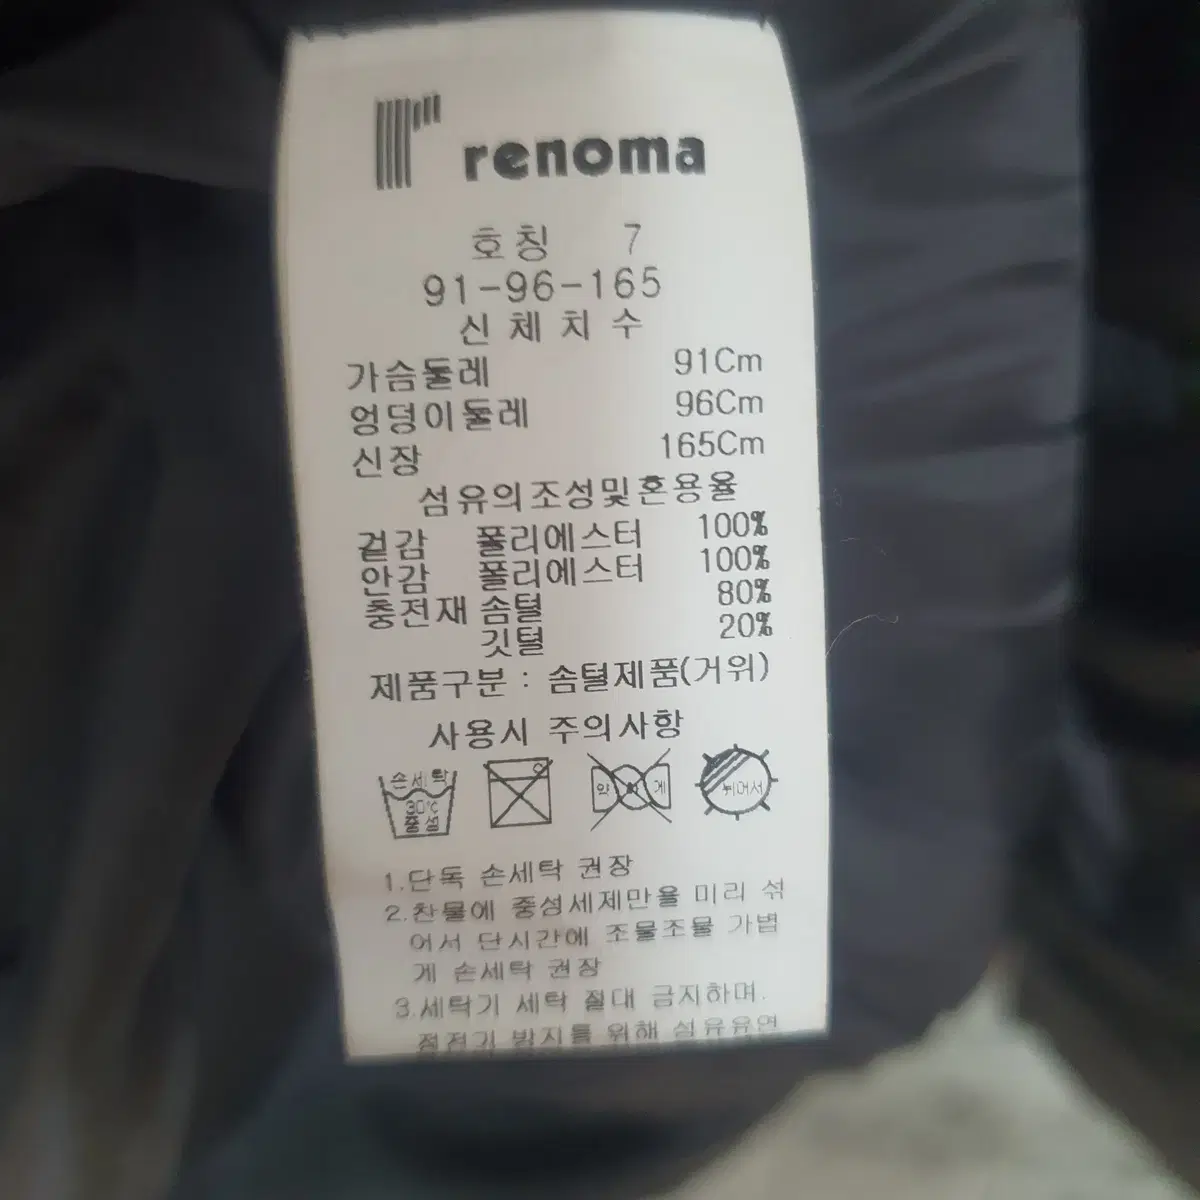 renoma
호칭 7
91-96-165
신체치수
가슴둘레 91Cm
엉덩이둘레 96Cm
신장 165Cm
섬유의조성및혼용율
겉감 폴리에스터 100%
안감 폴리에스터 100%
충전재 솜털 80%
깃털 20%
제품구분 : 솜털제품(거위)
사용시 주의사항
손세탁
30℃
중성
약 게
뉘어서
1.단독 손세탁 권장
2.찬물에 중성세제만을 미리 섞
어서 단시간에 조물조물 가볍
게 손세탁 권장
3.세탁기 세탁 절대 금지하며.
정전기 방지를 위해 섬유유연